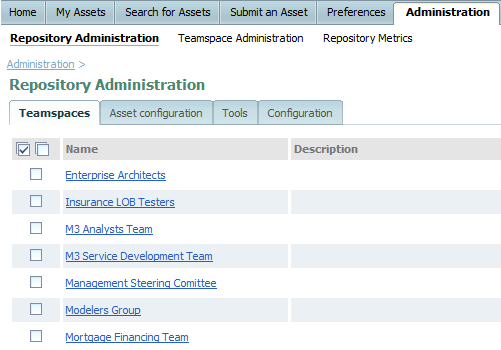 Home My Assets Search for Assets Submit an Asset Preferences Administration
Repository Administration Teamspace Administration Repository Metrics
Administration >
Repository Administration
Teamspaces Asset configuration Tools Configuration
Name Description
Enterprise Architects
Insurance LOB Testers
M3 Analysts Team
M3 Service Development Team
Management Steering Comittee
Modelers Group
Mortgage Financing Team